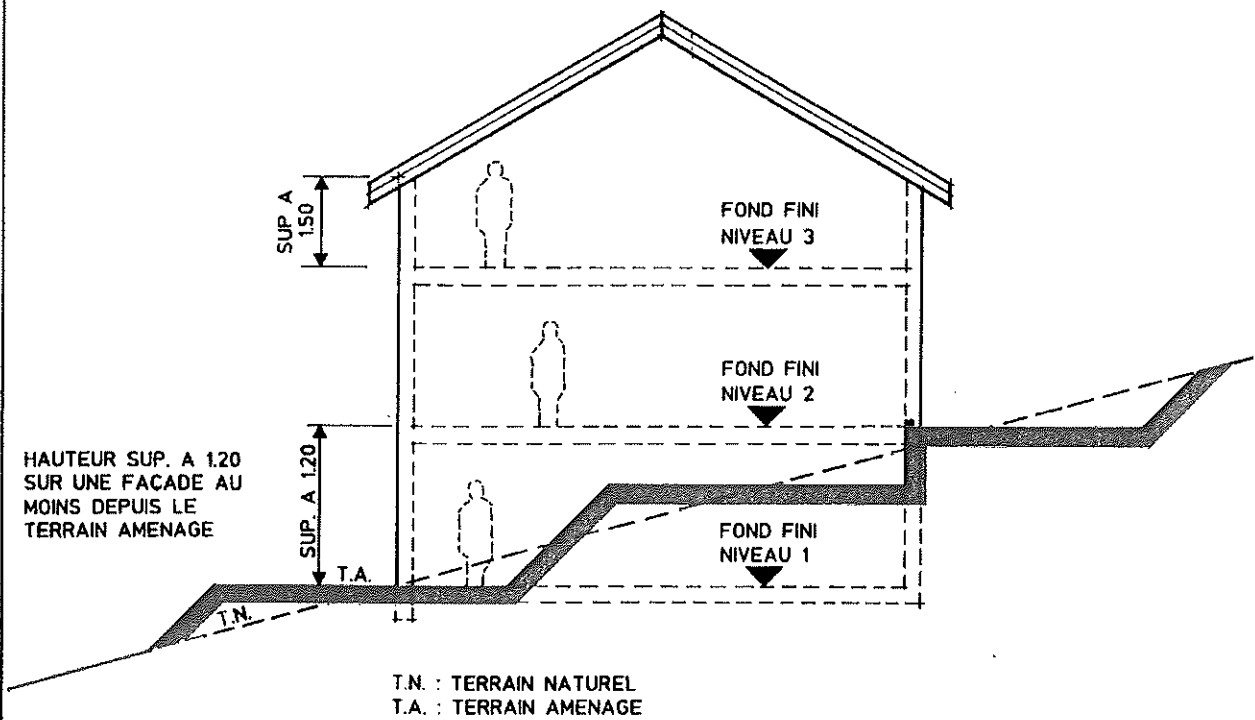 SUP A
1.50
FOND FINI
NIVEAU 3
FOND FINI
NIVEAU 2
HAUTEUR SUP. A 1.20
SUR UNE FAÇADE AU
MOINS DEPUIS LE
TERRAIN AMENAGE
SUP. A 1.20
FOND FINI
NIVEAU 1
T.A.
T.N.
T.N. : TERRAIN NATUREL
T.A. : TERRAIN AMENAGE